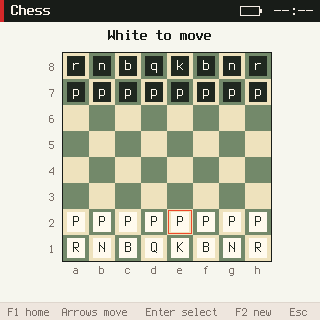 Chess --:--
White to move
8 r n b q k b n r
7 p p p p p p p p
6
5
4
3
2 P P P P P P P P
1 R N B Q K B N R
a b c d e f g h
F1 home Arrows move Enter select F2 new Esc